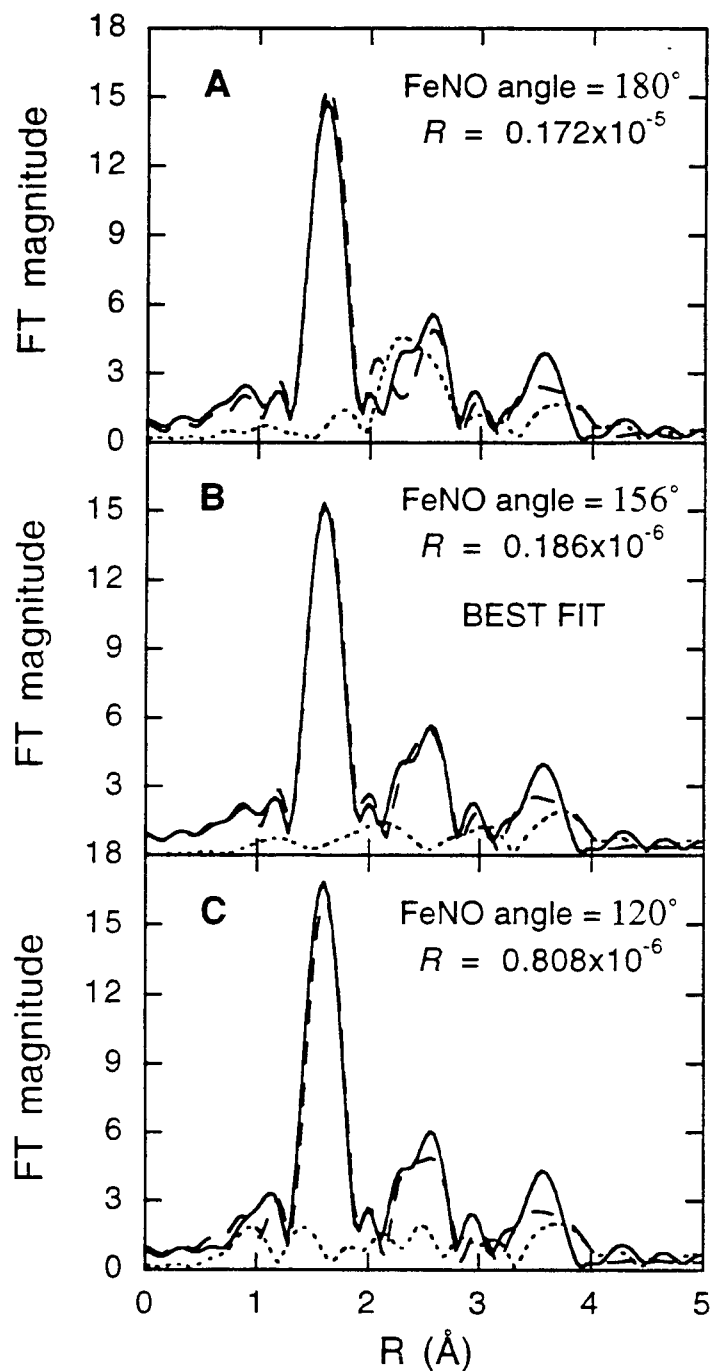 18
15
12
9
6
3
0
FT magnitude
A
FeNO angle = 180°
R = 0.172x10⁻⁵
15
12
9
6
3
FT magnitude
B
FeNO angle = 156°
R = 0.186x10⁻⁶
BEST FIT
18
15
12
9
6
3
0
FT magnitude
C
FeNO angle = 120°
R = 0.808x10⁻⁶
0 1 2 3 4 5
R (Å)